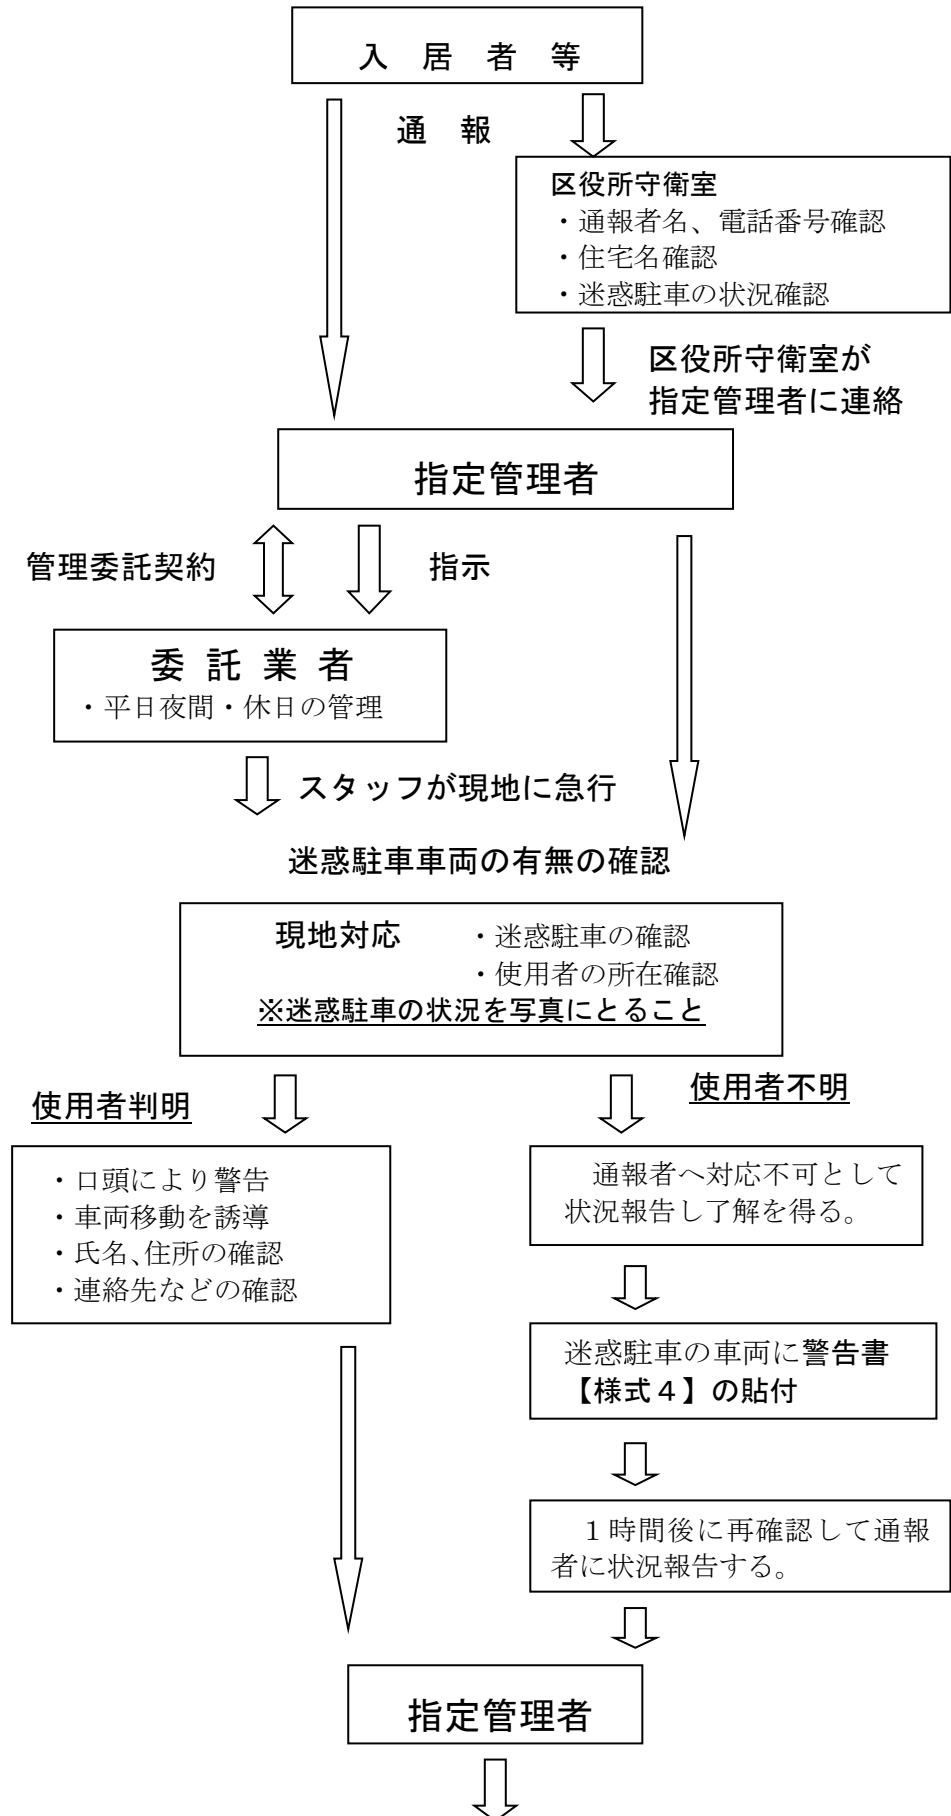 入 居 者 等
通 報
区役所守衛室
・通報者名、電話番号確認
・住宅名確認
・迷惑駐車の状況確認
区役所守衛室が
指定管理者に連絡
指定管理者
管理委託契約
指示
委 託 業 者
・平日夜間・休日の管理
スタッフが現地に急行
迷惑駐車車両の有無の確認
現地対応 ・迷惑駐車の確認
・使用者の所在確認
※迷惑駐車の状況を写真にとること
使用者判明
・口頭により警告
・車両移動を誘導
・氏名、住所の確認
・連絡先などの確認
使用者不明
通報者へ対応不可として
状況報告し了解を得る。
迷惑駐車の車両に警告書
【様式４】の貼付
１時間後に再確認して通報
者に状況報告する。
指定管理者